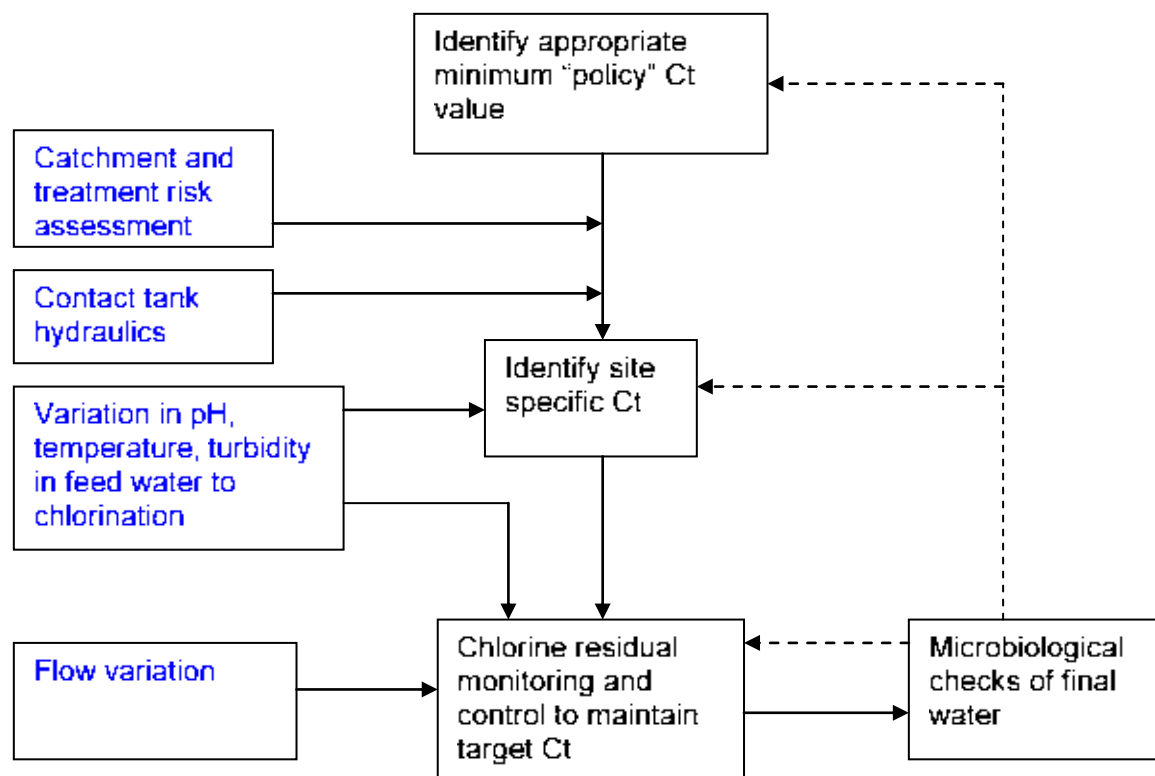 Identify appropriate
minimum “policy” Ct
value
Catchment and
treatment risk
assessment
Contact tank
hydraulics
Identify site
specific Ct
Variation in pH,
temperature, turbidity
in feed water to
chlorination
Flow variation
Chlorine residual
monitoring and
control to maintain
target Ct
Microbiological
checks of final
water